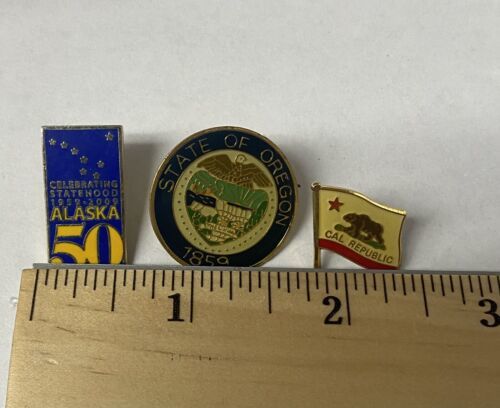 CELEBRATING
STATEHOOD
1959-2009
ALASKA
50
STATE OF OREGON
1859
CAL REPUBLIC
1 2 3